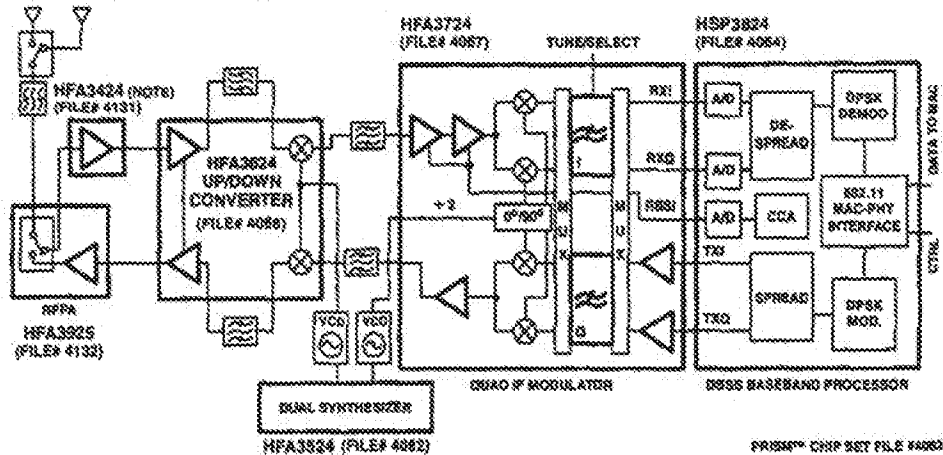 HFA3724
(FILE# 4067)
TUNE/SELECT
HSP3824
(FILE# 4064)
HFA3424 (NOTE)
(FILE# 4131)
HFA3624
UP/DOWN
CONVERTER
(FILE# 4066)
÷2
0°/90°
I
Q
M
U
X
M
U
X
RXI
RXQ
RSSI
TXI
TXQ
A/D
A/D
A/D
DE-
SPREAD
CCA
SPREAD
DPSK
DEMOD
802.11
MAC-PHY
INTERFACE
DPSK
MOD.
DATA TO MAC
CTRL
RFPA
HFA3925
(FILE# 4132)
VCO
VCO
DUAL SYNTHESIZER
HFA3524 (FILE# 4062)
QUAD IF MODULATOR
DSSS BASEBAND PROCESSOR
PRISM™ CHIP SET FILE #4063